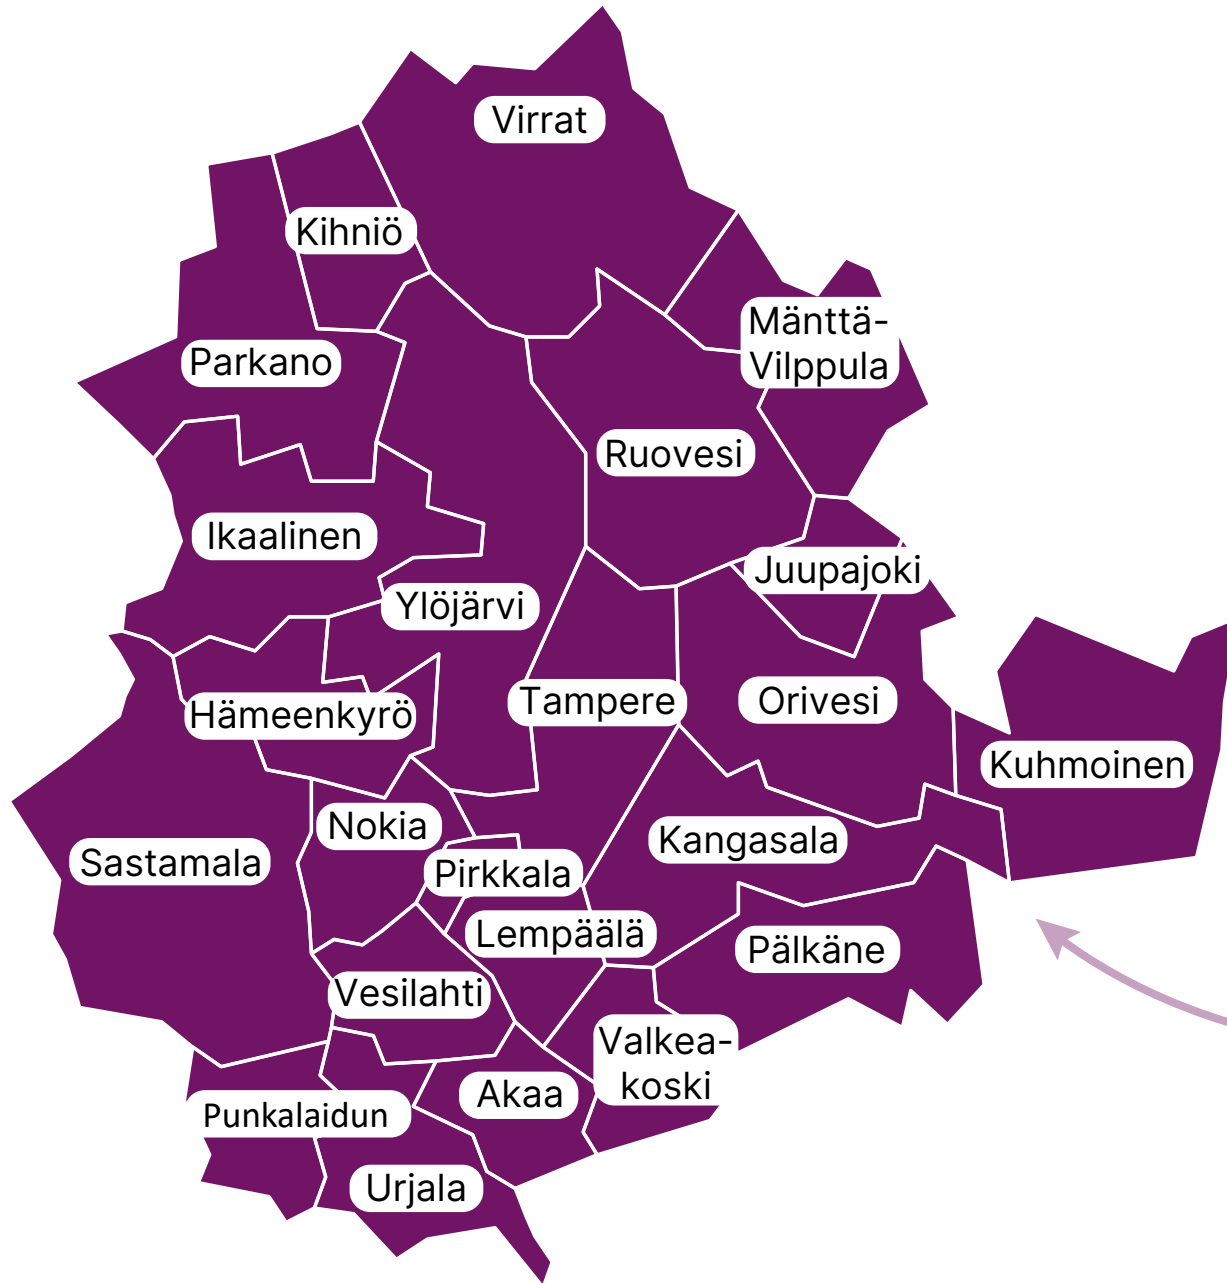 Virrat
Kihniö
Mänttä-
Vilppula
Parkano
Ruovesi
Ikaalinen
Juupajoki
Ylöjärvi
Hämeenkyrö
Tampere
Orivesi
Kuhmoinen
Nokia
Kangasala
Sastamala
Pirkkala
Lempäälä
Pälkäne
Vesilahti
Valkea-
koski
Akaa
Punkalaidun
Urjala